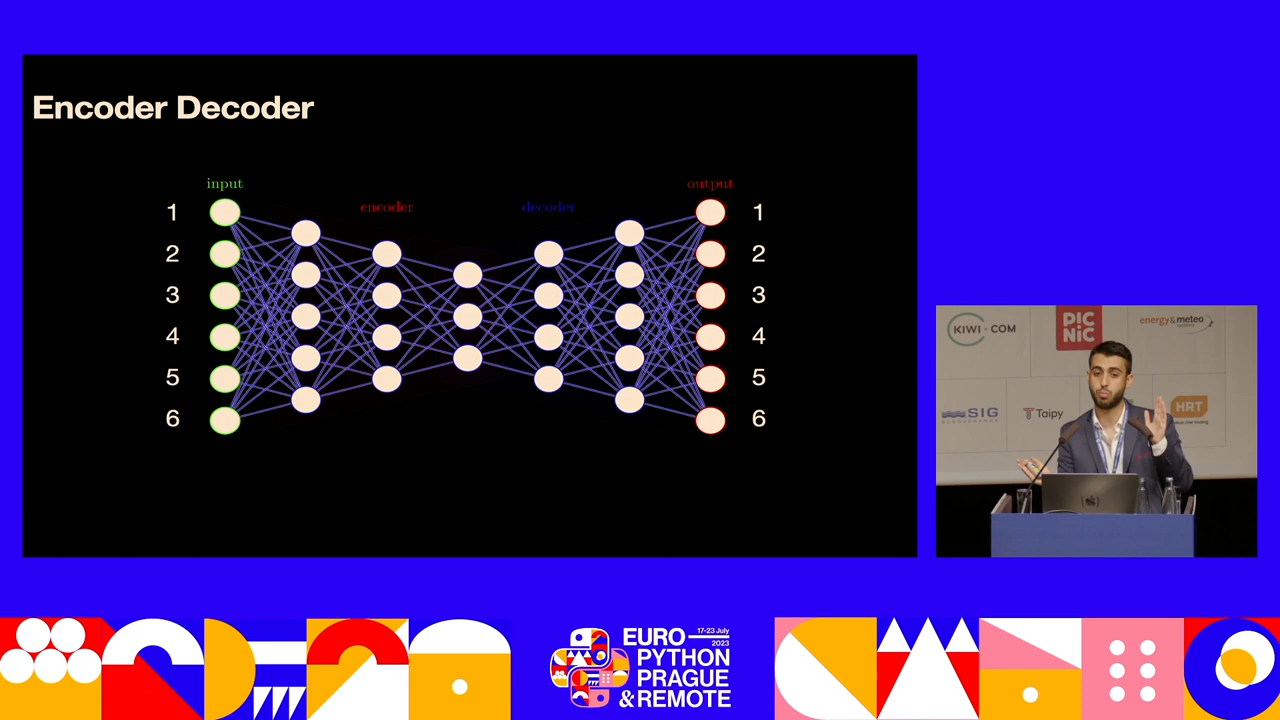 Encoder Decoder
input
output
encoder
decoder
1
1
2
2
3
3
4
4
5
5
6
6
KIWI·COM
PIC
NiC
energy & meteo
systems
SIG
Taipy
HRT
EURO
17-23 July
2023
PYTHON
PRAGUE
& REMOTE